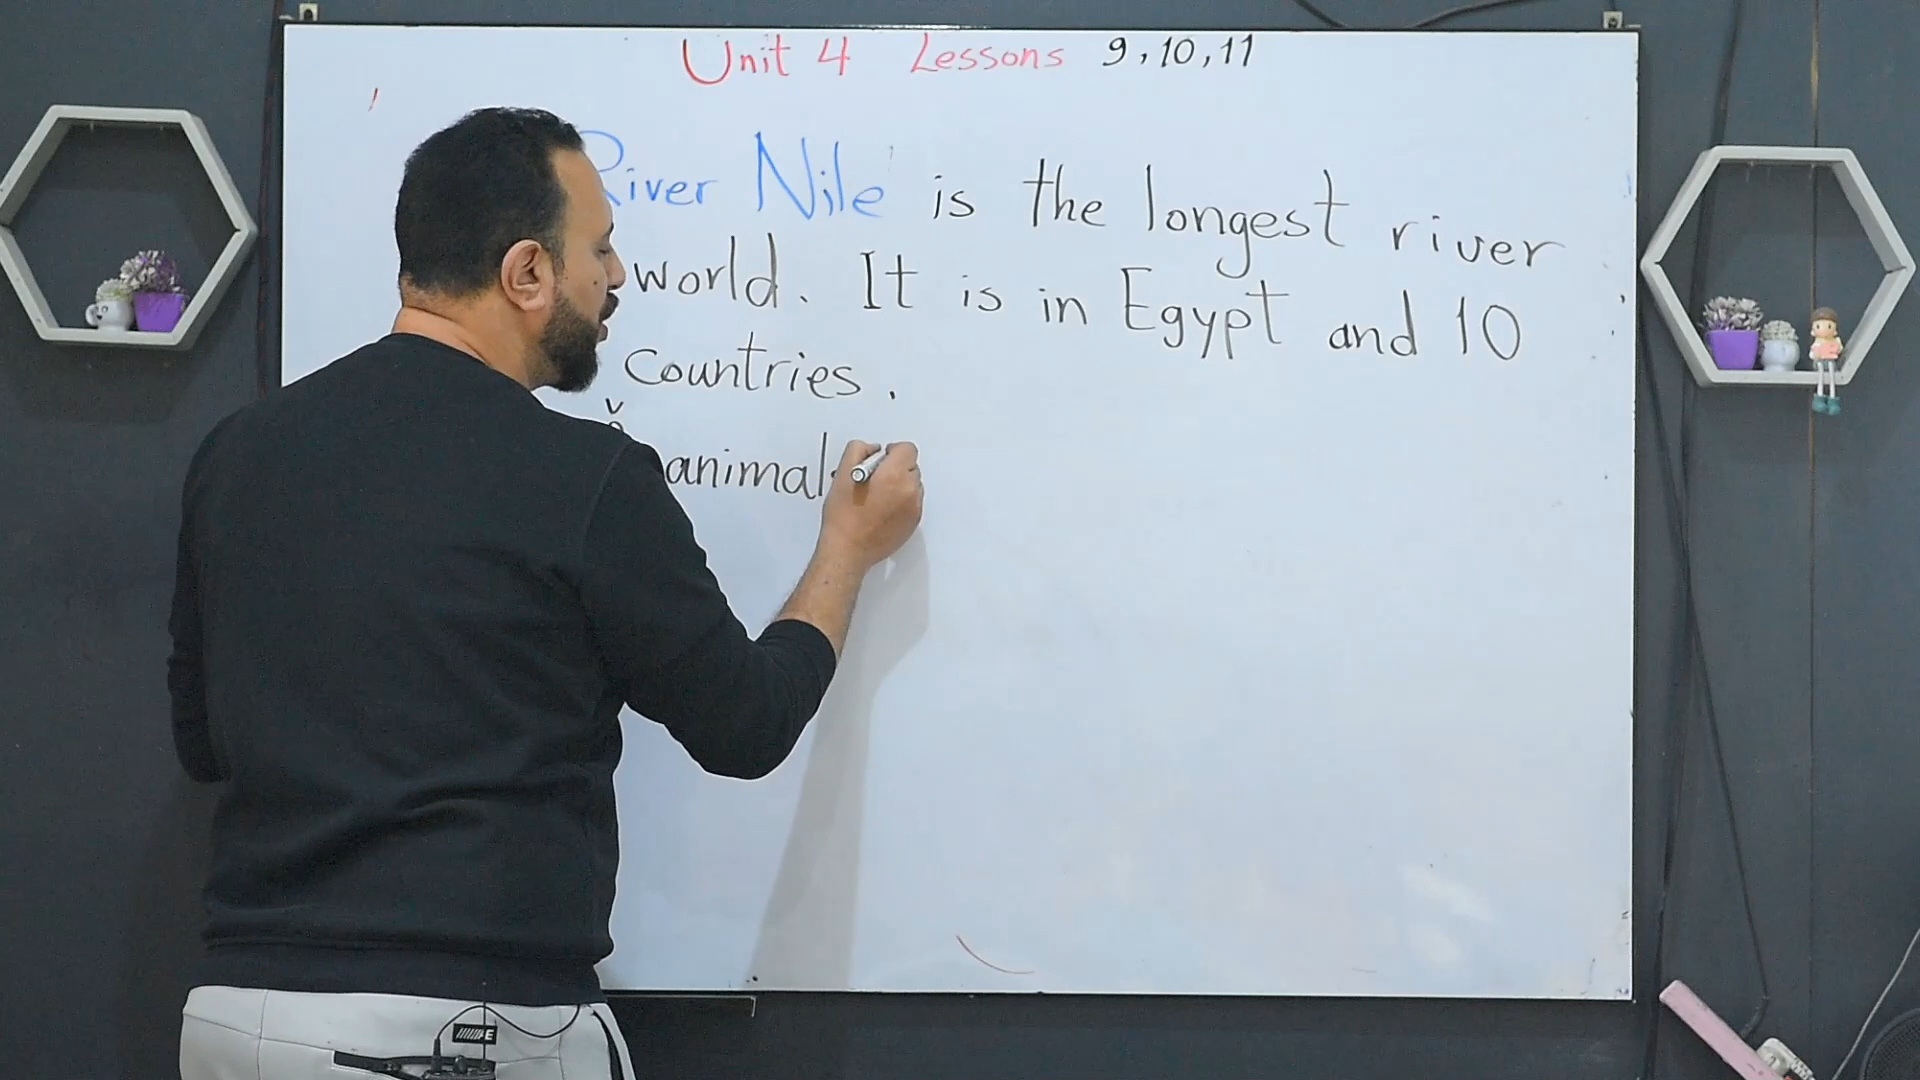 Unit 4 Lessons 9, 10, 11
River Nile is the longest river
world. It is in Egypt and 10
countries.
animal